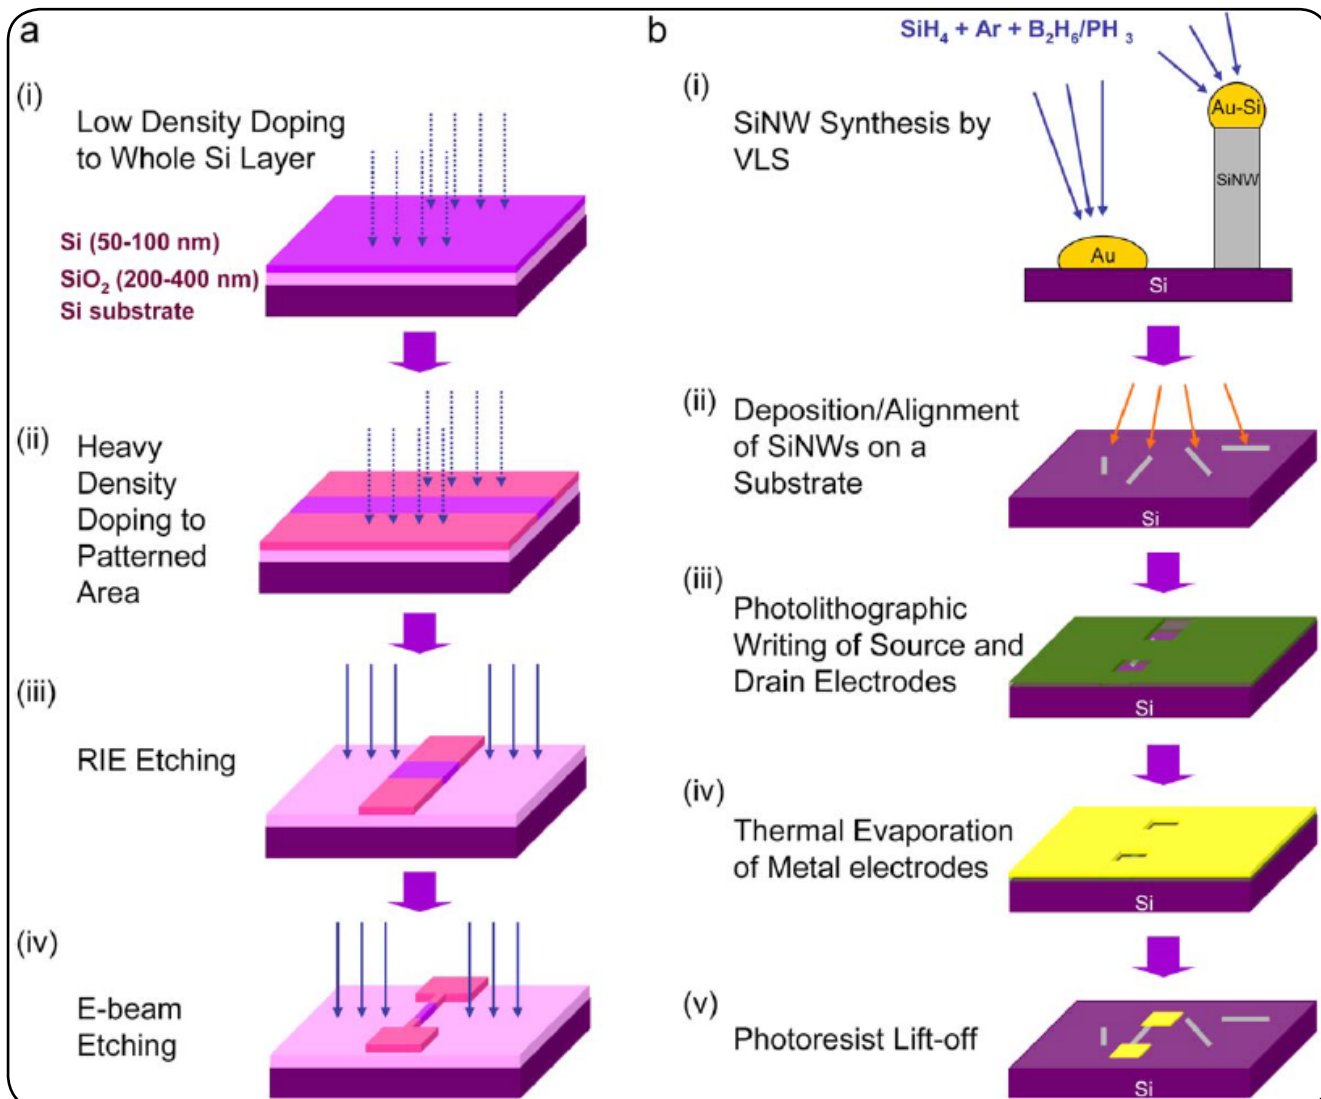 a
(i)
Low Density Doping
to Whole Si Layer
Si (50-100 nm)
SiO₂ (200-400 nm)
Si substrate
(ii)
Heavy
Density
Doping to
Patterned
Area
(iii)
RIE Etching
(iv)
E-beam
Etching
b
SiH₄ + Ar + B₂H₆/PH ₃
(i)
SiNW Synthesis by
VLS
Au-Si
SiNW
Au
Si
(ii)
Deposition/Alignment
of SiNWs on a
Substrate
Si
(iii)
Photolithographic
Writing of Source and
Drain Electrodes
Si
(iv)
Thermal Evaporation
of Metal electrodes
Si
(v)
Photoresist Lift-off
Si